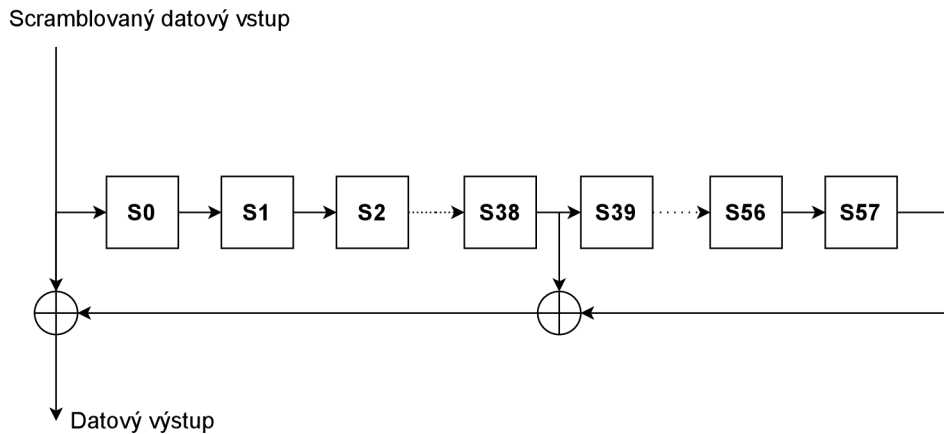 Scramblovaný datový vstup
S0 S1 S2 S38 S39 S56 S57
Datový výstup